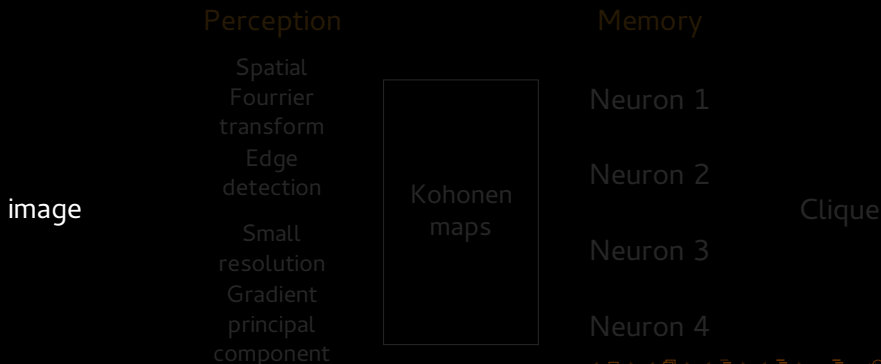 Perception
Memory
Spatial
Fourrier
transform
Edge
detection
Small
resolution
Gradient
principal
component
image
Kohonen
maps
Neuron 1
Neuron 2
Neuron 3
Neuron 4
Clique